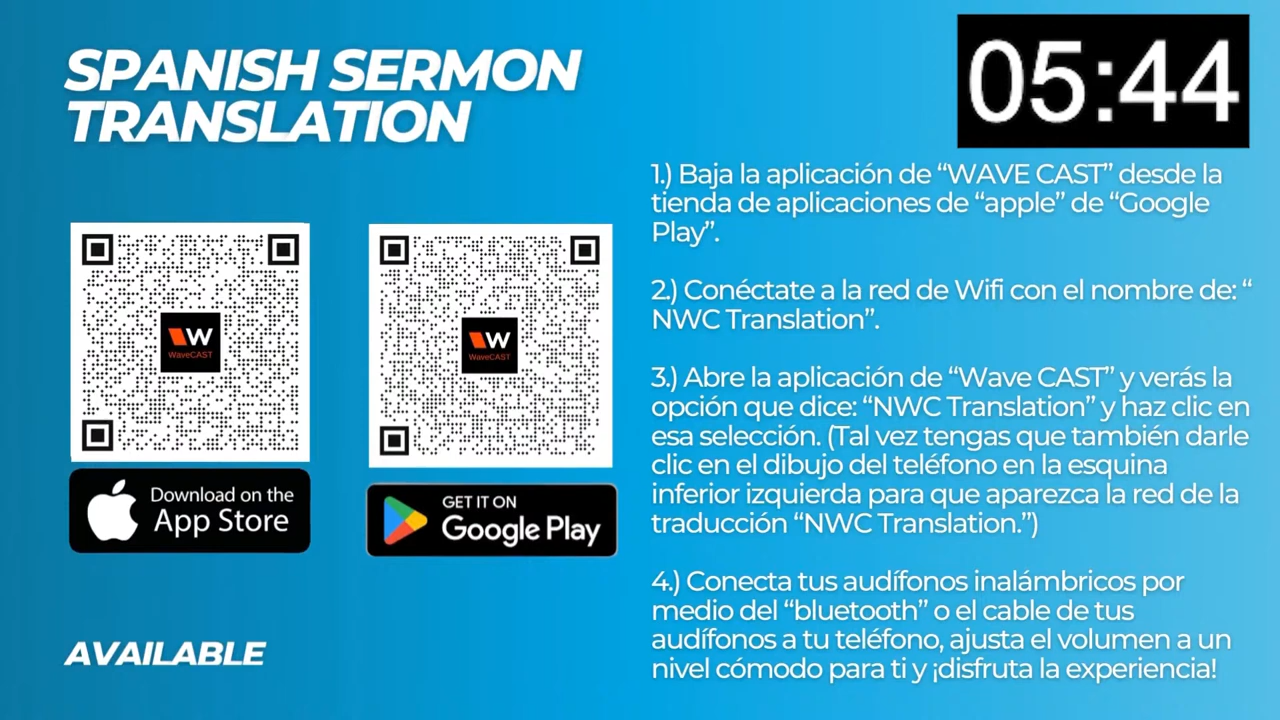 SPANISH SERMON
TRANSLATION
05:44
1.) Baja la aplicación de “WAVE CAST” desde la
tienda de aplicaciones de “apple” de “Google
Play”.
2.) Conéctate a la red de Wifi con el nombre de: “
NWC Translation”.
3.) Abre la aplicación de “Wave CAST” y verás la
opción que dice: “NWC Translation” y haz clic en
esa selección. (Tal vez tengas que también darle
clic en el dibujo del teléfono en la esquina
inferior izquierda para que aparezca la red de la
traducción “NWC Translation.”)
4.) Conecta tus audífonos inalámbricos por
medio del “bluetooth” o el cable de tus
audífonos a tu teléfono, ajusta el volumen a un
nivel cómodo para ti y ¡disfruta la experiencia!
W
WaveCAST
W
WaveCAST
Download on the
App Store
GET IT ON
Google Play
AVAILABLE